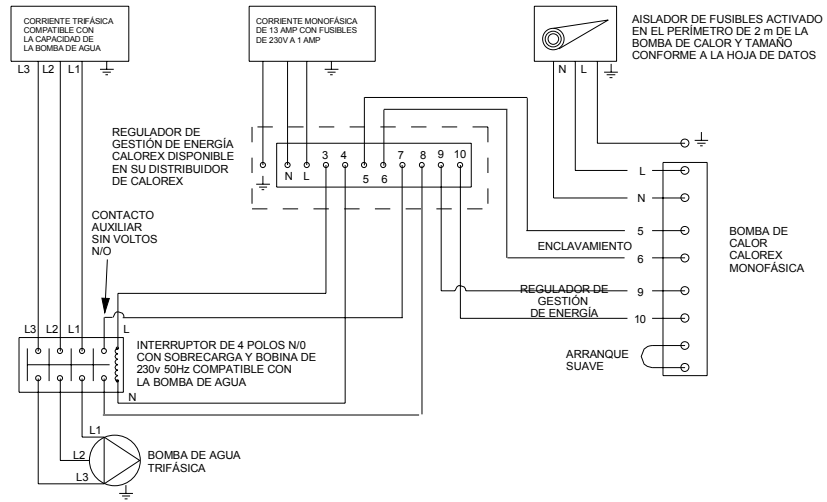 CORRIENTE TRIFÁSICA
COMPATIBLE CON
LA CAPACIDAD DE
LA BOMBA DE AGUA
L3 L2 L1
CORRIENTE MONOFÁSICA
DE 13 AMP CON FUSIBLES
DE 230V A 1 AMP
AISLADOR DE FUSIBLES ACTIVADO
EN EL PERÍMETRO DE 2 m DE LA
BOMBA DE CALOR Y TAMAÑO
CONFORME A LA HOJA DE DATOS
N L
REGULADOR DE
GESTIÓN DE ENERGÍA
CALOREX DISPONIBLE
EN SU DISTRIBUIDOR
DE CALOREX
N L 3 4 5 6 7 8 9 10
CONTACTO
AUXILIAR
SIN VOLTOS
N/O
L
N
5
ENCLAVAMIENTO 6
REGULADOR DE
GESTIÓN
DE ENERGÍA
9
10
ARRANQUE
SUAVE
BOMBA DE
CALOR
CALOREX
MONOFÁSICA
L3 L2 L1 L
INTERRUPTOR DE 4 POLOS N/0
CON SOBRECARGA Y BOBINA DE
230v 50Hz COMPATIBLE CON
LA BOMBA DE AGUA
N
L1
L2
L3
BOMBA DE AGUA
TRIFÁSICA